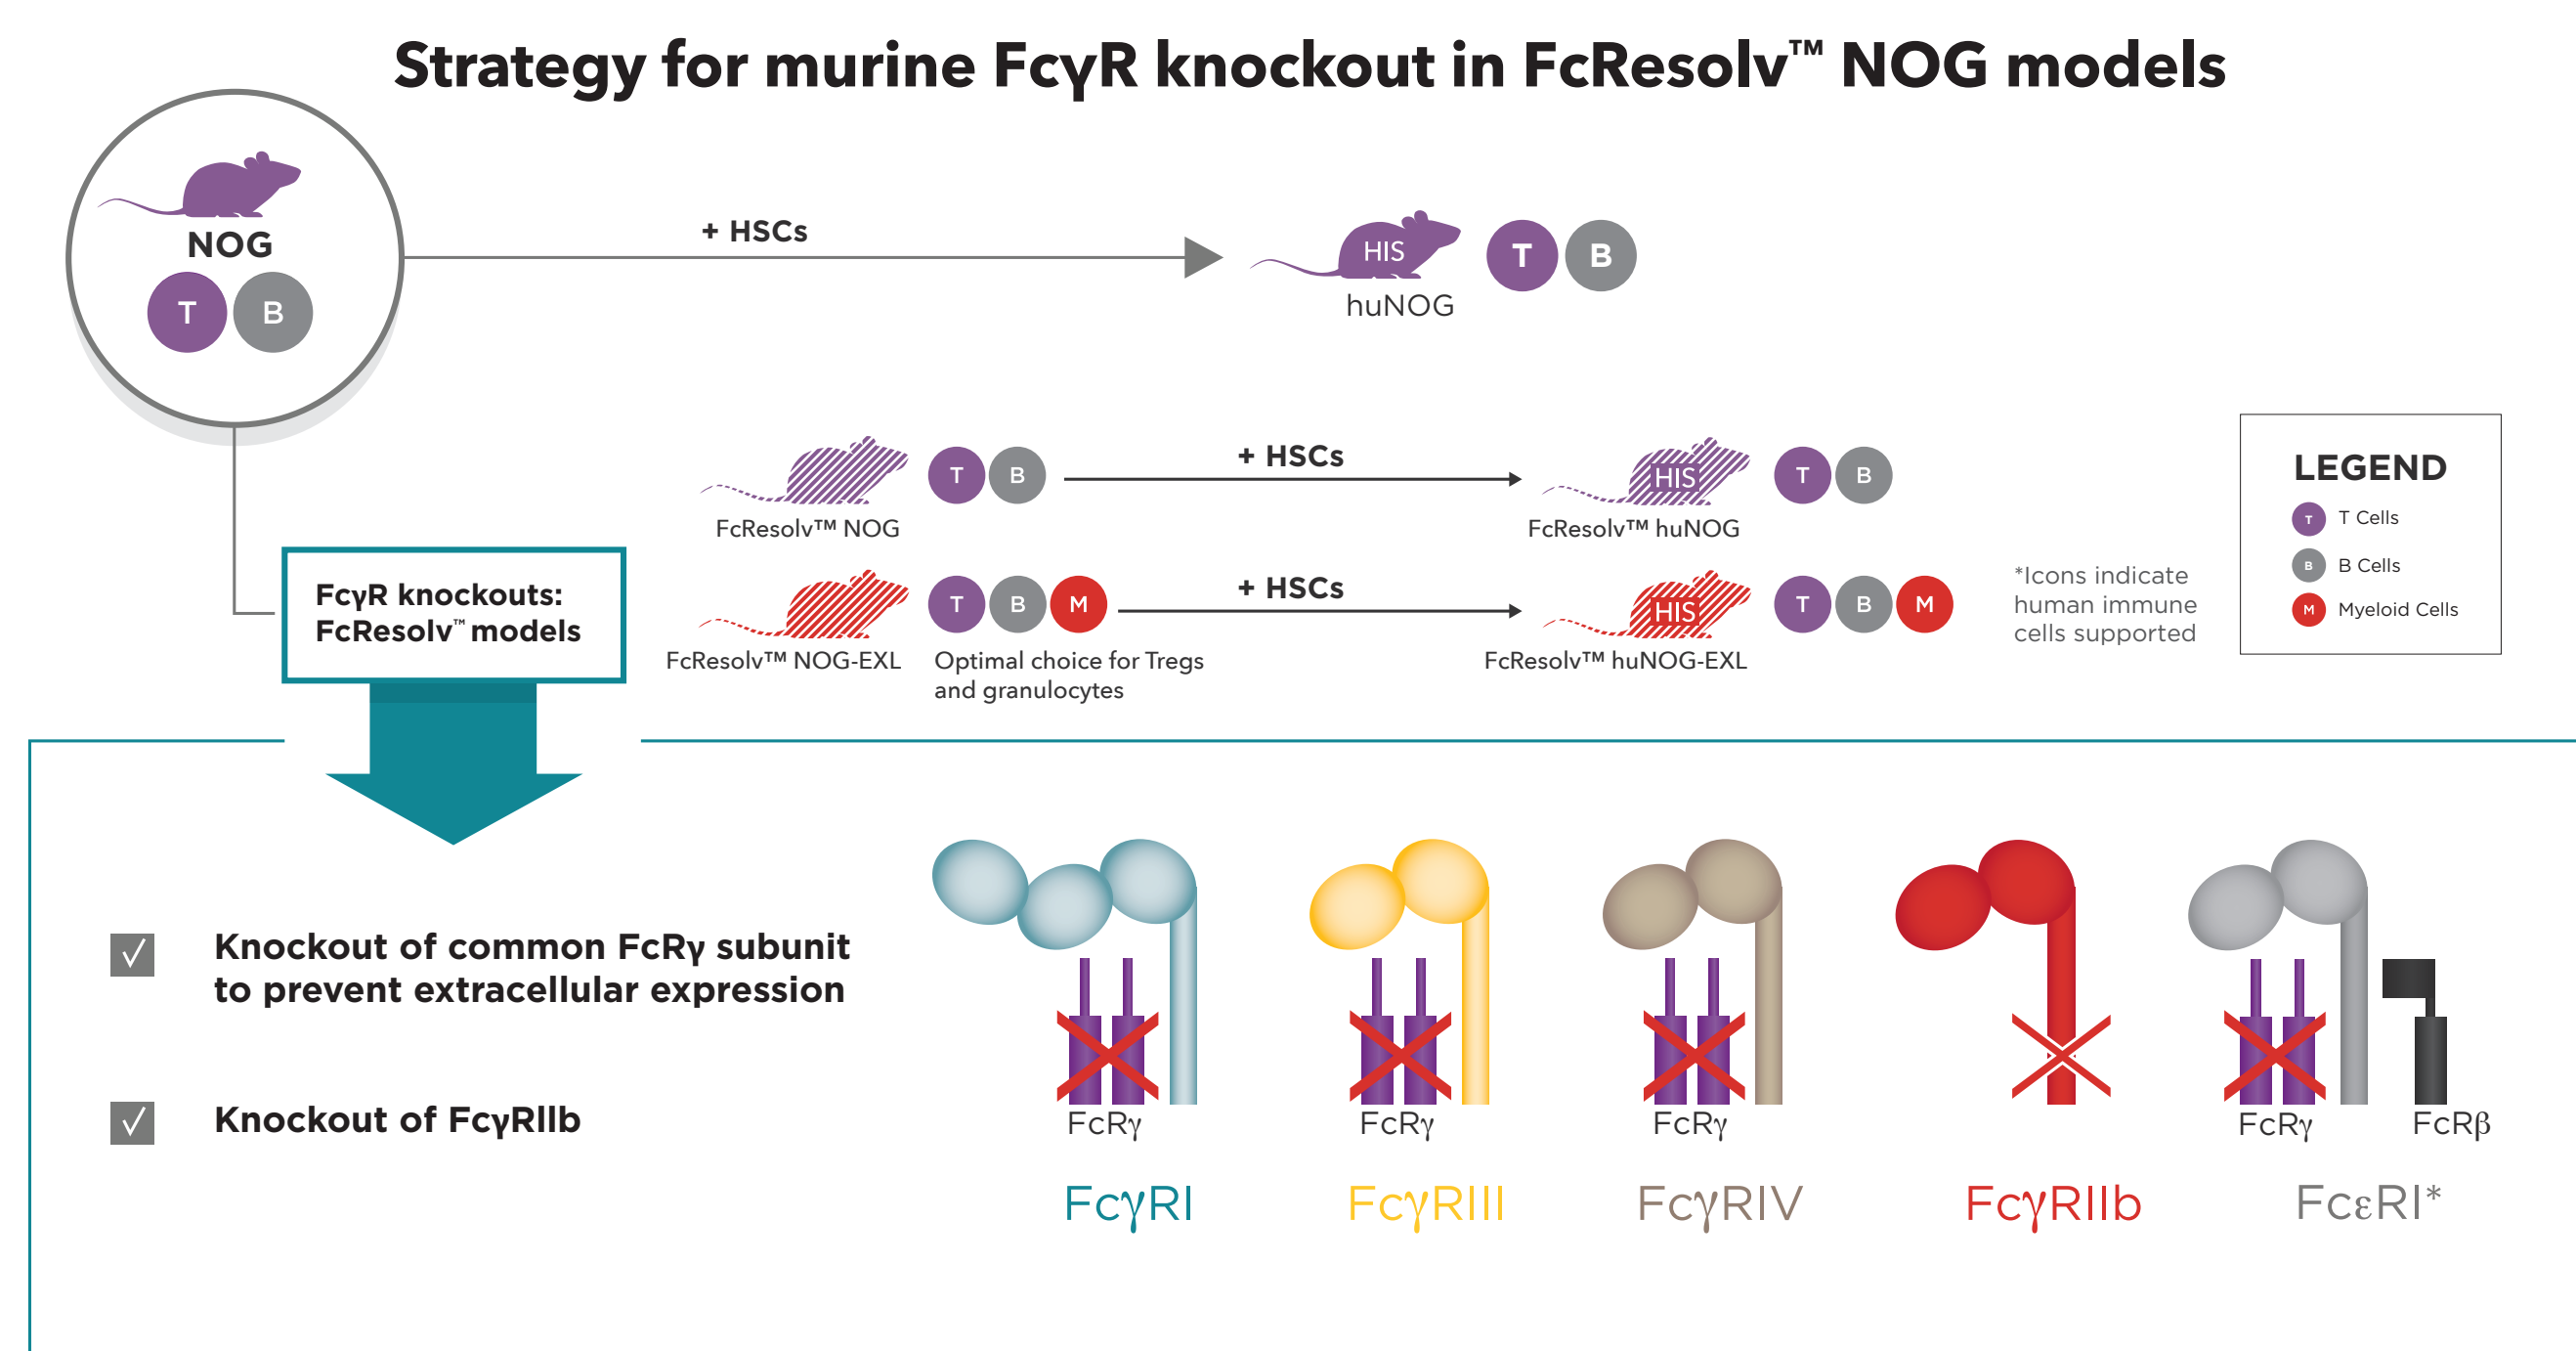 Strategy for murine FcγR knockout in FcResolv™ NOG models
NOG
T B
+ HSCs
HIS
huNOG
T B
T B
FcResolv™ NOG
+ HSCs
HIS
FcResolv™ huNOG
T B
T B M
FcResolv™ NOG-EXL
Optimal choice for Tregs
and granulocytes
+ HSCs
HIS
FcResolv™ huNOG-EXL
T B M
*Icons indicate
human immune
cells supported
LEGEND
T T Cells
B B Cells
M Myeloid Cells
FcγR knockouts:
FcResolv™ models
✓ Knockout of common FcRγ subunit
to prevent extracellular expression
✓ Knockout of FcγRllb
FcRγ
FcγRI
FcRγ
FcγRIII
FcRγ
FcγRIV
FcγRIIb
FcRγ FcRβ
FcεRI*